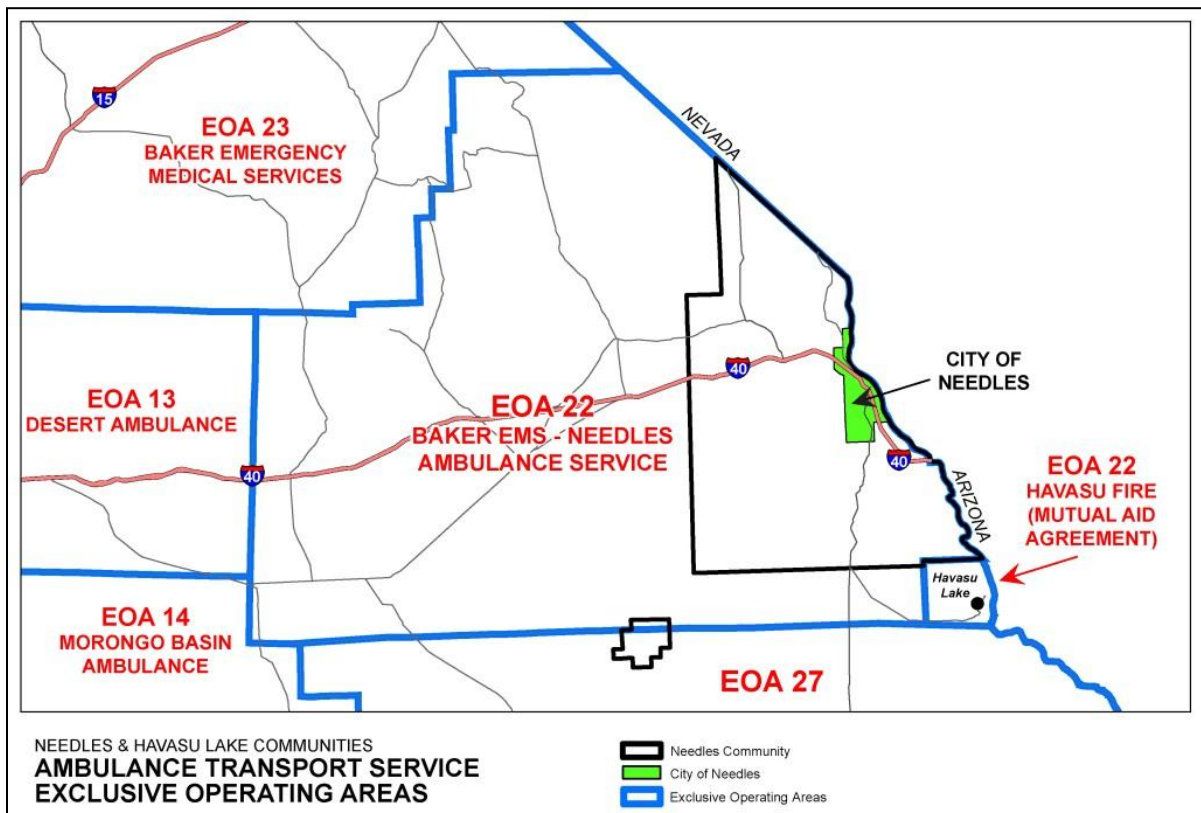 15
EOA 23
BAKER EMERGENCY
MEDICAL SERVICES
NEVADA
EOA 13
DESERT AMBULANCE
40
EOA 22
BAKER EMS - NEEDLES
AMBULANCE SERVICE
40
CITY OF
NEEDLES
40
ARIZONA
EOA 22
HAVASU FIRE
(MUTUAL AID
AGREEMENT)
Havasu
Lake
EOA 14
MORONGO BASIN
AMBULANCE
EOA 27
NEEDLES & HAVASU LAKE COMMUNITIES
AMBULANCE TRANSPORT SERVICE
EXCLUSIVE OPERATING AREAS
Needles Community
City of Needles
Exclusive Operating Areas